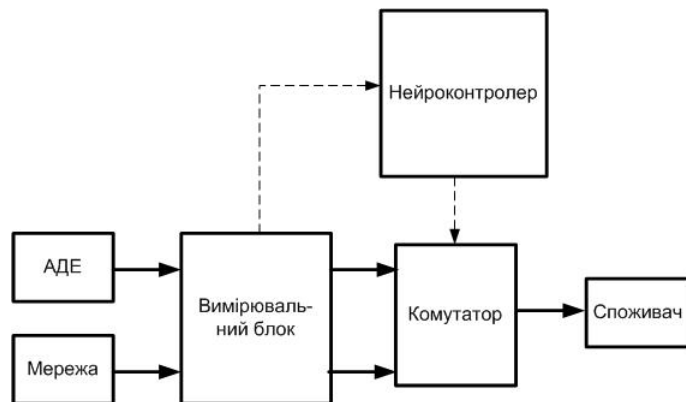 Нейроконтролер
АДЕ
Вимірюваль-
ний блок
Комутатор
Споживач
Мережа